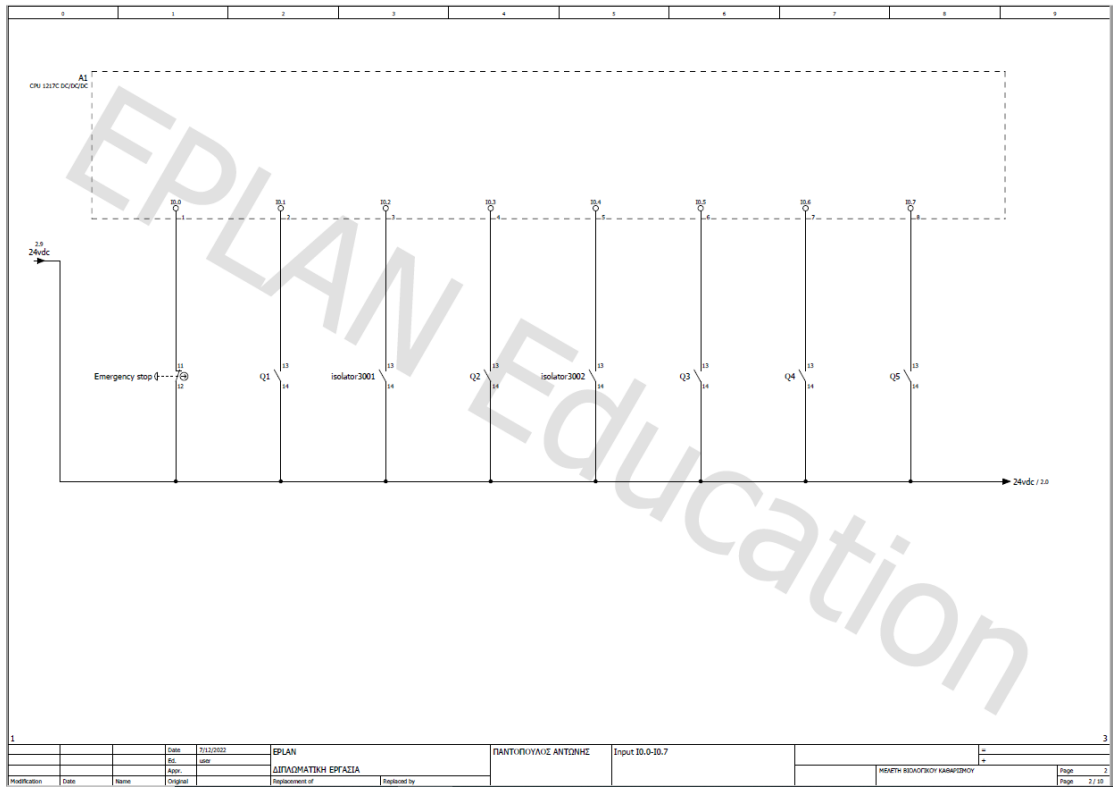 0 1 2 3 4 5 6 7 8 9
A1
CPU 1217C DC/DC/DC
I0.0 I0.1 I0.2 I0.3 I0.4 I0.5 I0.6 I0.7
1 2 3 4 5 6 7 8
2.9
24vdc
11 13 13 13 13 13 13 13
Emergency stop Q1 isolator3001 Q2 isolator3002 Q3 Q4 Q5
12 14 14 14 14 14 14 14
24vdc / 2.0
EPLAN Education
1 3
Date 7/12/2022 EPLAN ΠΑΝΤΟΠΟΥΛΟΣ ΑΝΤΩΝΗΣ Input I0.0-I0.7 =
Ed. user +
Appr. ΔΙΠΛΩΜΑΤΙΚΗ ΕΡΓΑΣΙΑ ΜΕΛΕΤΗ ΒΙΟΛΟΓΙΚΟΥ ΚΑΘΑΡΙΣΜΟΥ Page 2
Modification Date Name Original Replacement of Replaced by Page 2 / 10